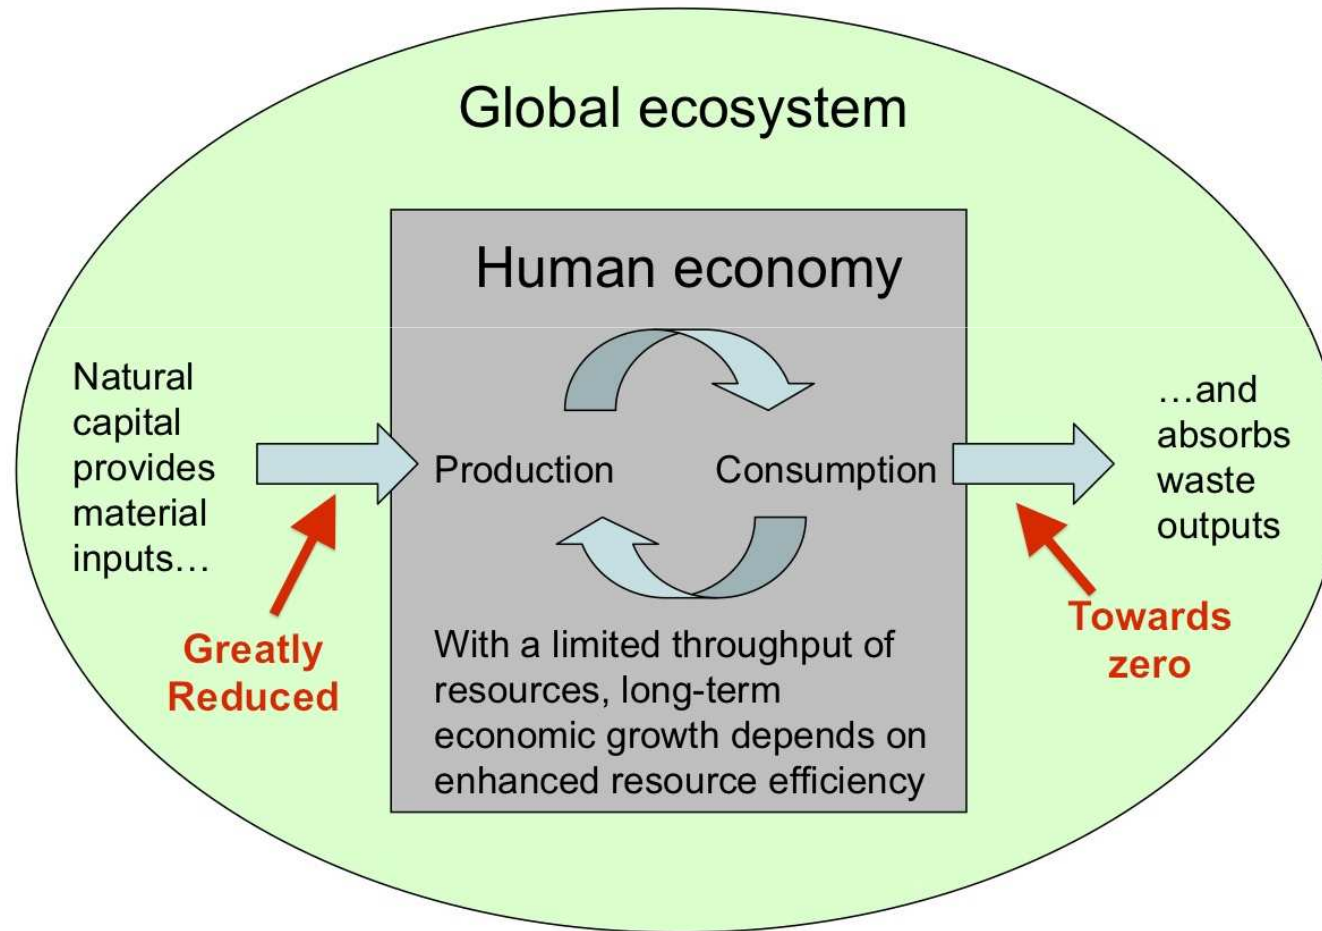 Global ecosystem
Human economy
Natural
capital
provides
material
inputs…
Production
Consumption
…and
absorbs
waste
outputs
Greatly
Reduced
Towards
zero
With a limited throughput of
resources, long-term
economic growth depends on
enhanced resource efficiency